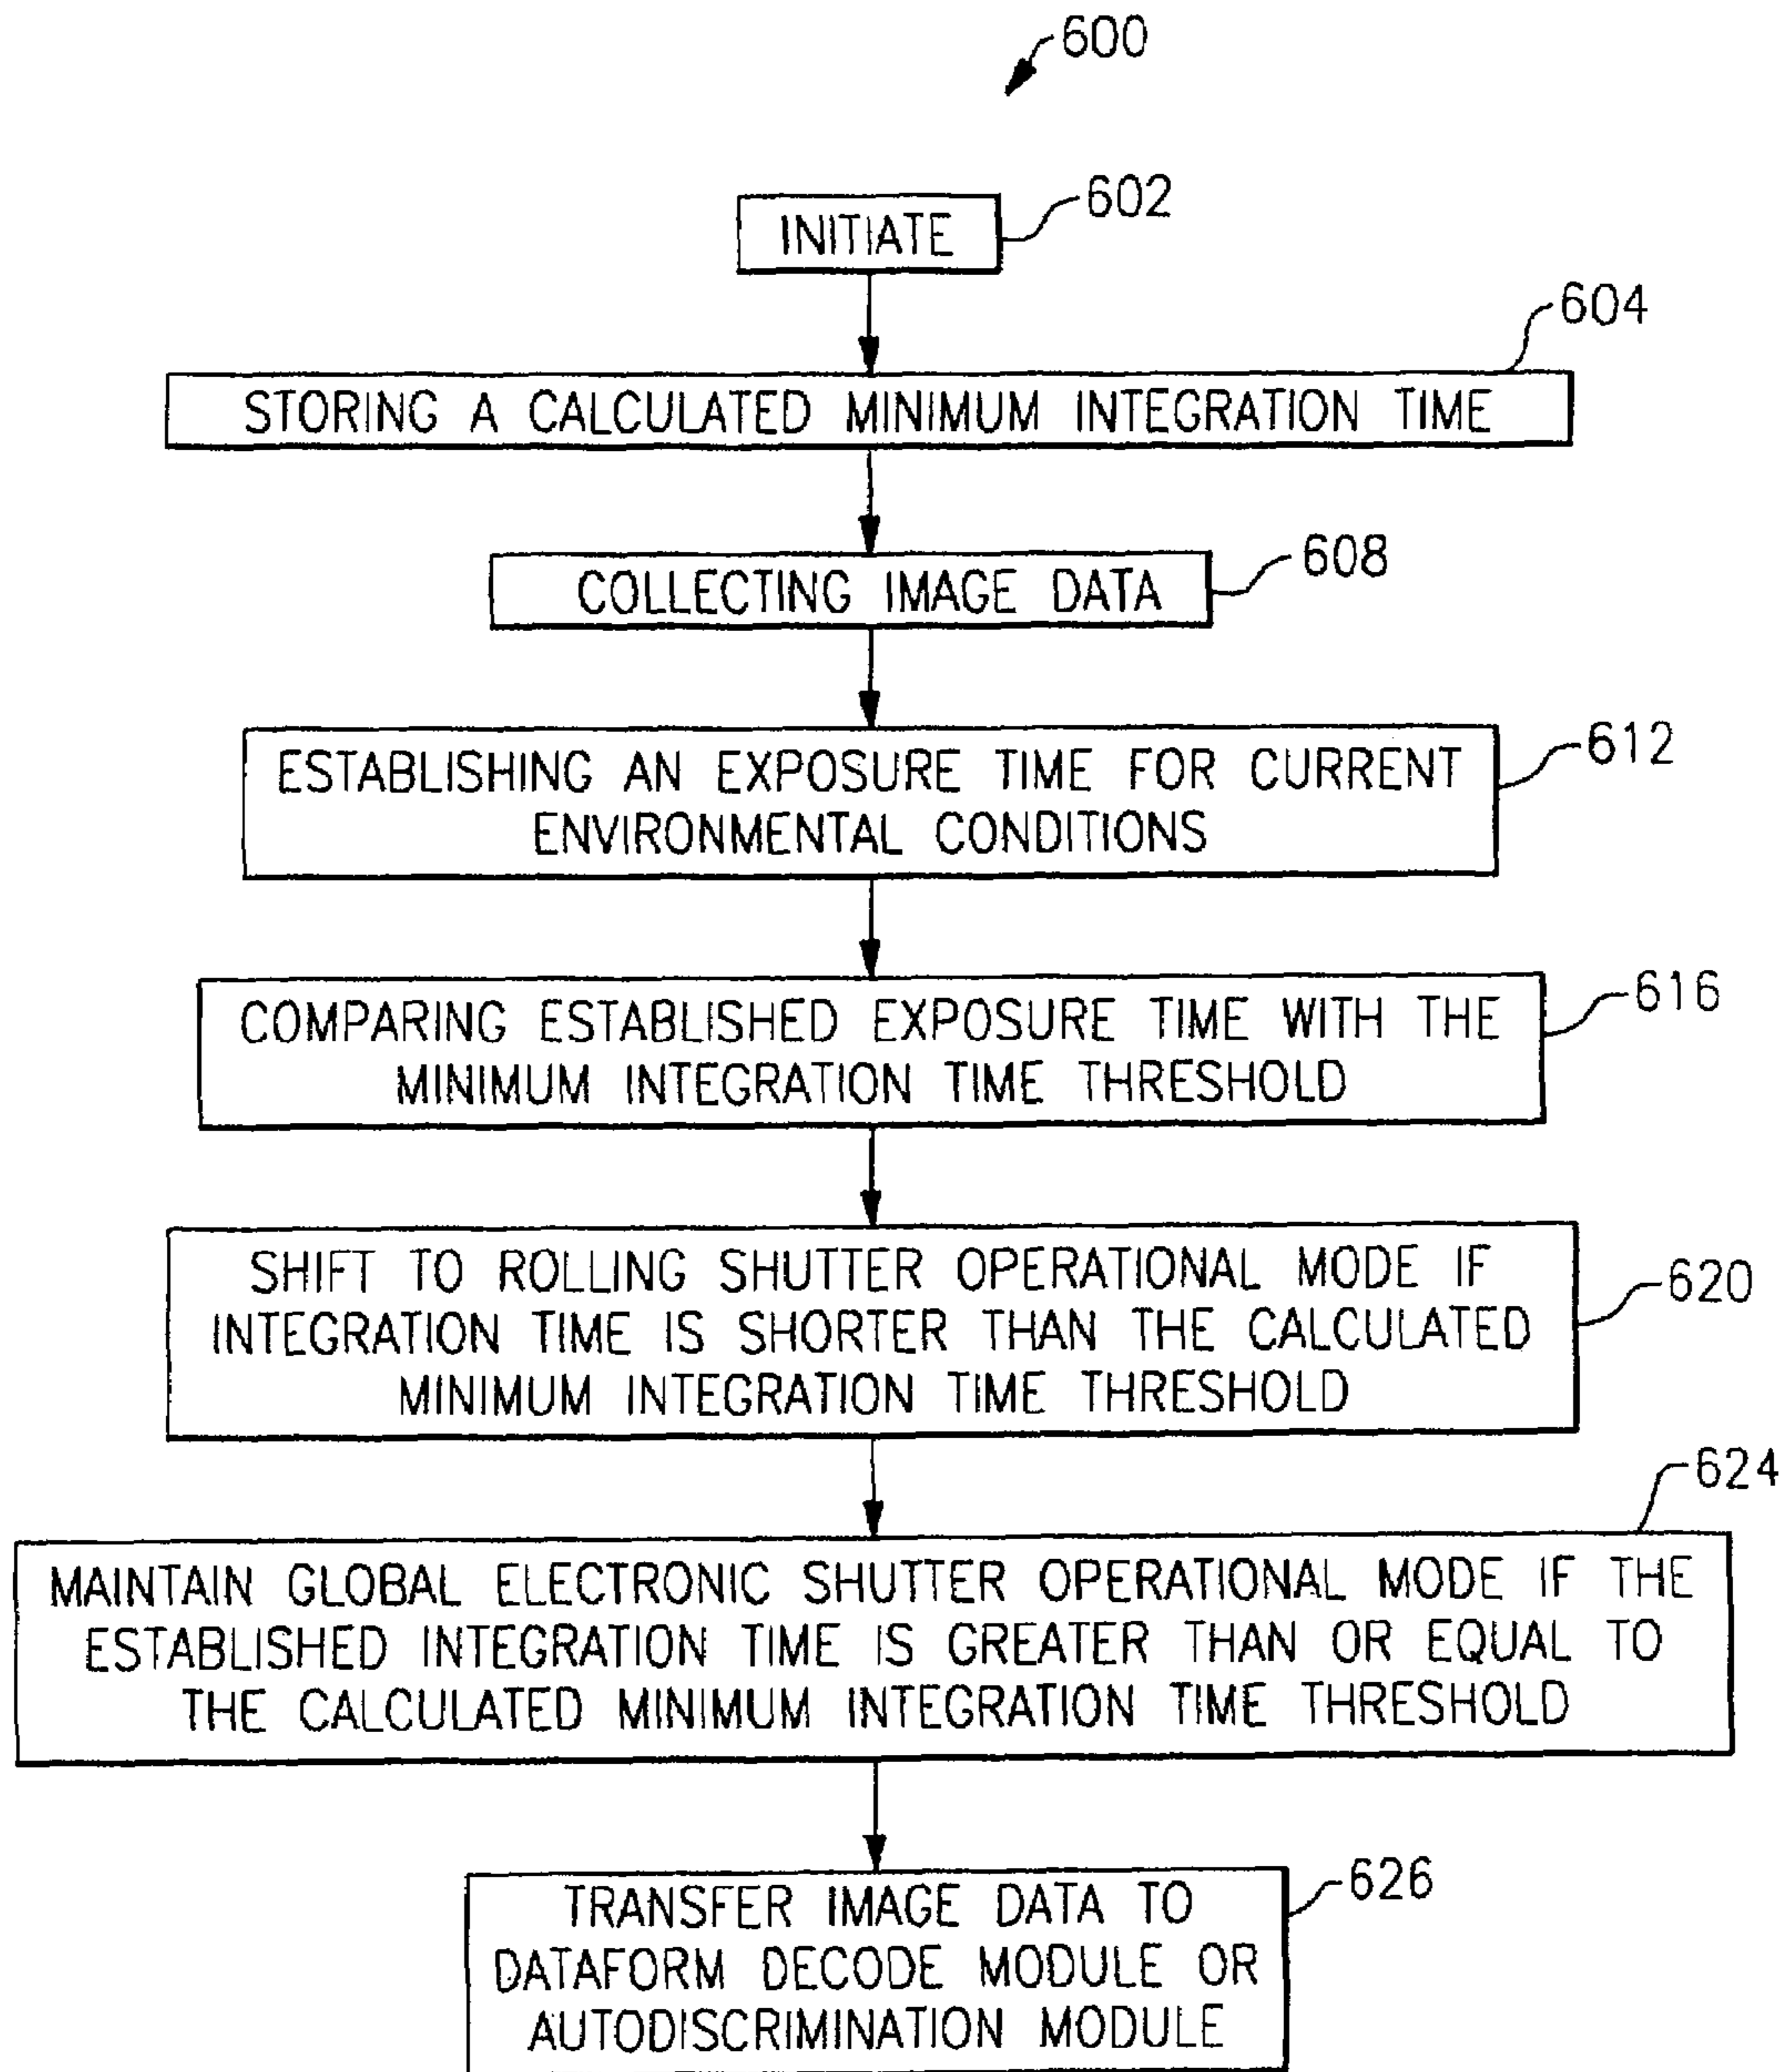 600
INITIATE
602
604
STORING A CALCULATED MINIMUM INTEGRATION TIME
COLLECTING IMAGE DATA
608
ESTABLISHING AN EXPOSURE TIME FOR CURRENT
ENVIRONMENTAL CONDITIONS
612
COMPARING ESTABLISHED EXPOSURE TIME WITH THE
MINIMUM INTEGRATION TIME THRESHOLD
616
SHIFT TO ROLLING SHUTTER OPERATIONAL MODE IF
INTEGRATION TIME IS SHORTER THAN THE CALCULATED
MINIMUM INTEGRATION TIME THRESHOLD
620
624
MAINTAIN GLOBAL ELECTRONIC SHUTTER OPERATIONAL MODE IF THE
ESTABLISHED INTEGRATION TIME IS GREATER THAN OR EQUAL TO
THE CALCULATED MINIMUM INTEGRATION TIME THRESHOLD
TRANSFER IMAGE DATA TO
DATAFORM DECODE MODULE OR
AUTODISCRIMINATION MODULE
626